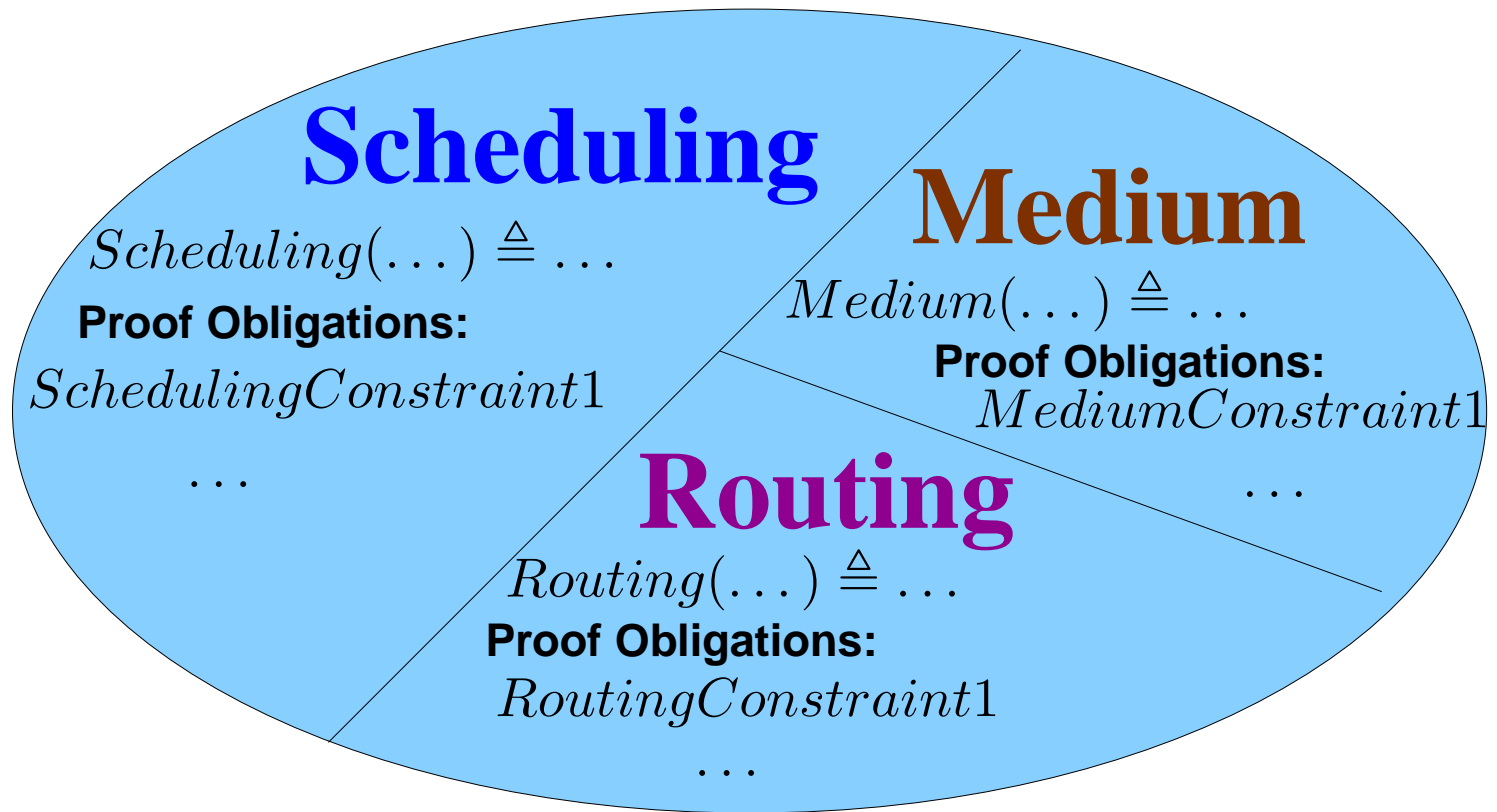 Scheduling
Scheduling(...) ≜ ...
Proof Obligations:
SchedulingConstraint1
...
Medium
Medium(...) ≜ ...
Proof Obligations:
MediumConstraint1
...
Routing
Routing(...) ≜ ...
Proof Obligations:
RoutingConstraint1
...